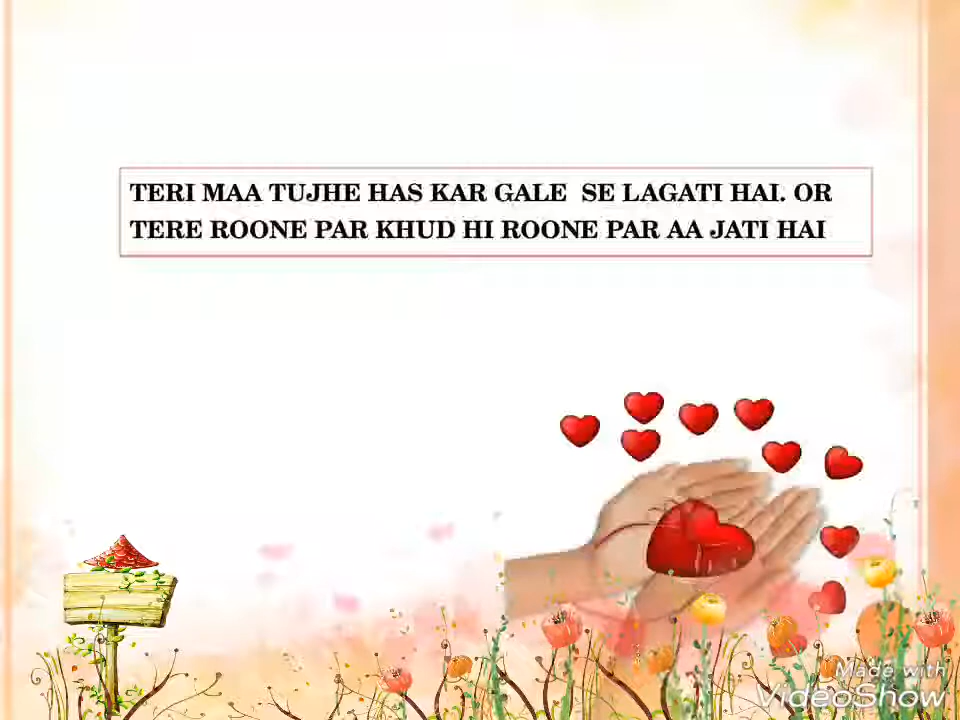 TERI MAA TUJHE HAS KAR GALE SE LAGATI HAI. OR
TERE ROONE PAR KHUD HI ROONE PAR AA JATI HAI
Made with
VideoShow